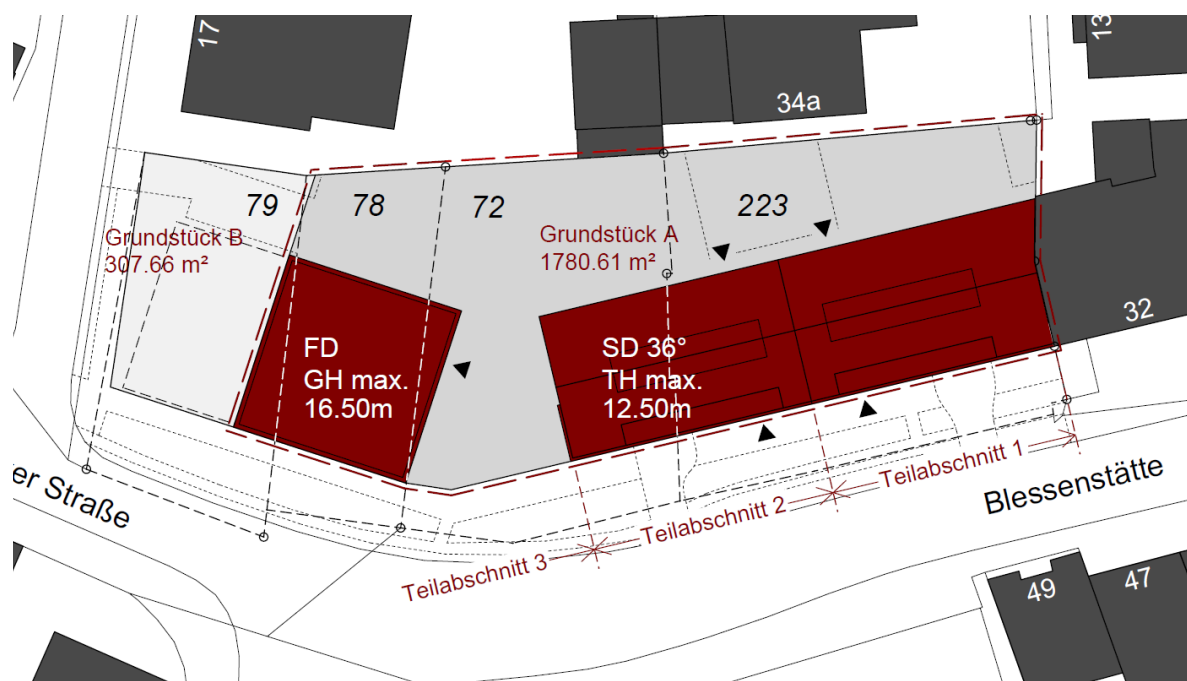 17
13
34a
79
78
72
223
Grundstück B
307.66 m²
Grundstück A
1780.61 m²
32
FD
GH max.
16.50m
SD 36°
TH max.
12.50m
er Straße
Teilabschnitt 3
Teilabschnitt 2
Teilabschnitt 1
Blessenstätte
49
47